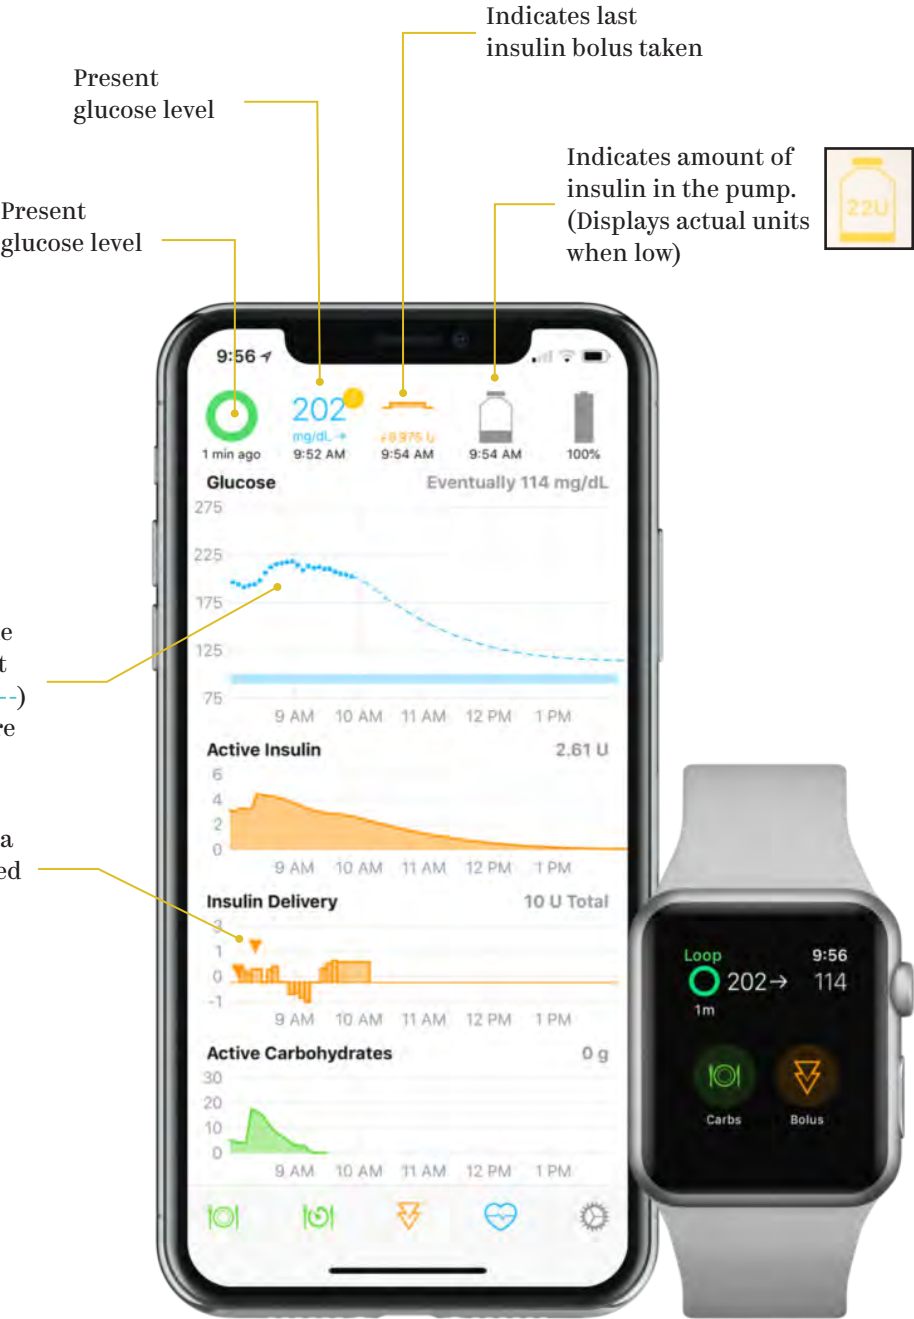 Indicates last
insulin bolus taken
Present
glucose level
Indicates amount of
insulin in the pump.
(Displays actual units
when low)
22U
Present
glucose level
9:56
202
mg/dL →
1 min ago
9:52 AM
9:54 AM
9:54 AM
100%
Glucose
Eventually 114 mg/dL
275
225
175
125
75
9 AM 10 AM 11 AM 12 PM 1 PM
e
t
--)
re
Active Insulin
2.61 U
6
4
2
0
9 AM 10 AM 11 AM 12 PM 1 PM
a
ed
Insulin Delivery
10 U Total
3
1
0
-1
9 AM 10 AM 11 AM 12 PM 1 PM
Active Carbohydrates
0 g
30
20
10
0
9 AM 10 AM 11 AM 12 PM 1 PM
Loop
9:56
202→
114
1m
Carbs
Bolus